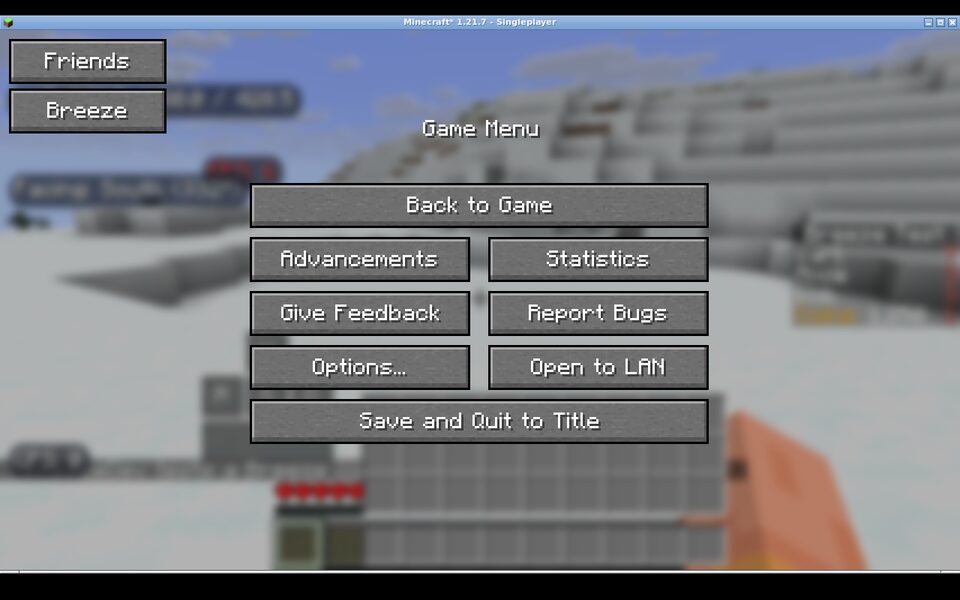 Minecraft* 1.21.7 - Singleplayer
Friends
Breeze
Game Menu
Back to Game
Advancements
Statistics
Give Feedback
Report Bugs
Options...
Open to LAN
Save and Quit to Title